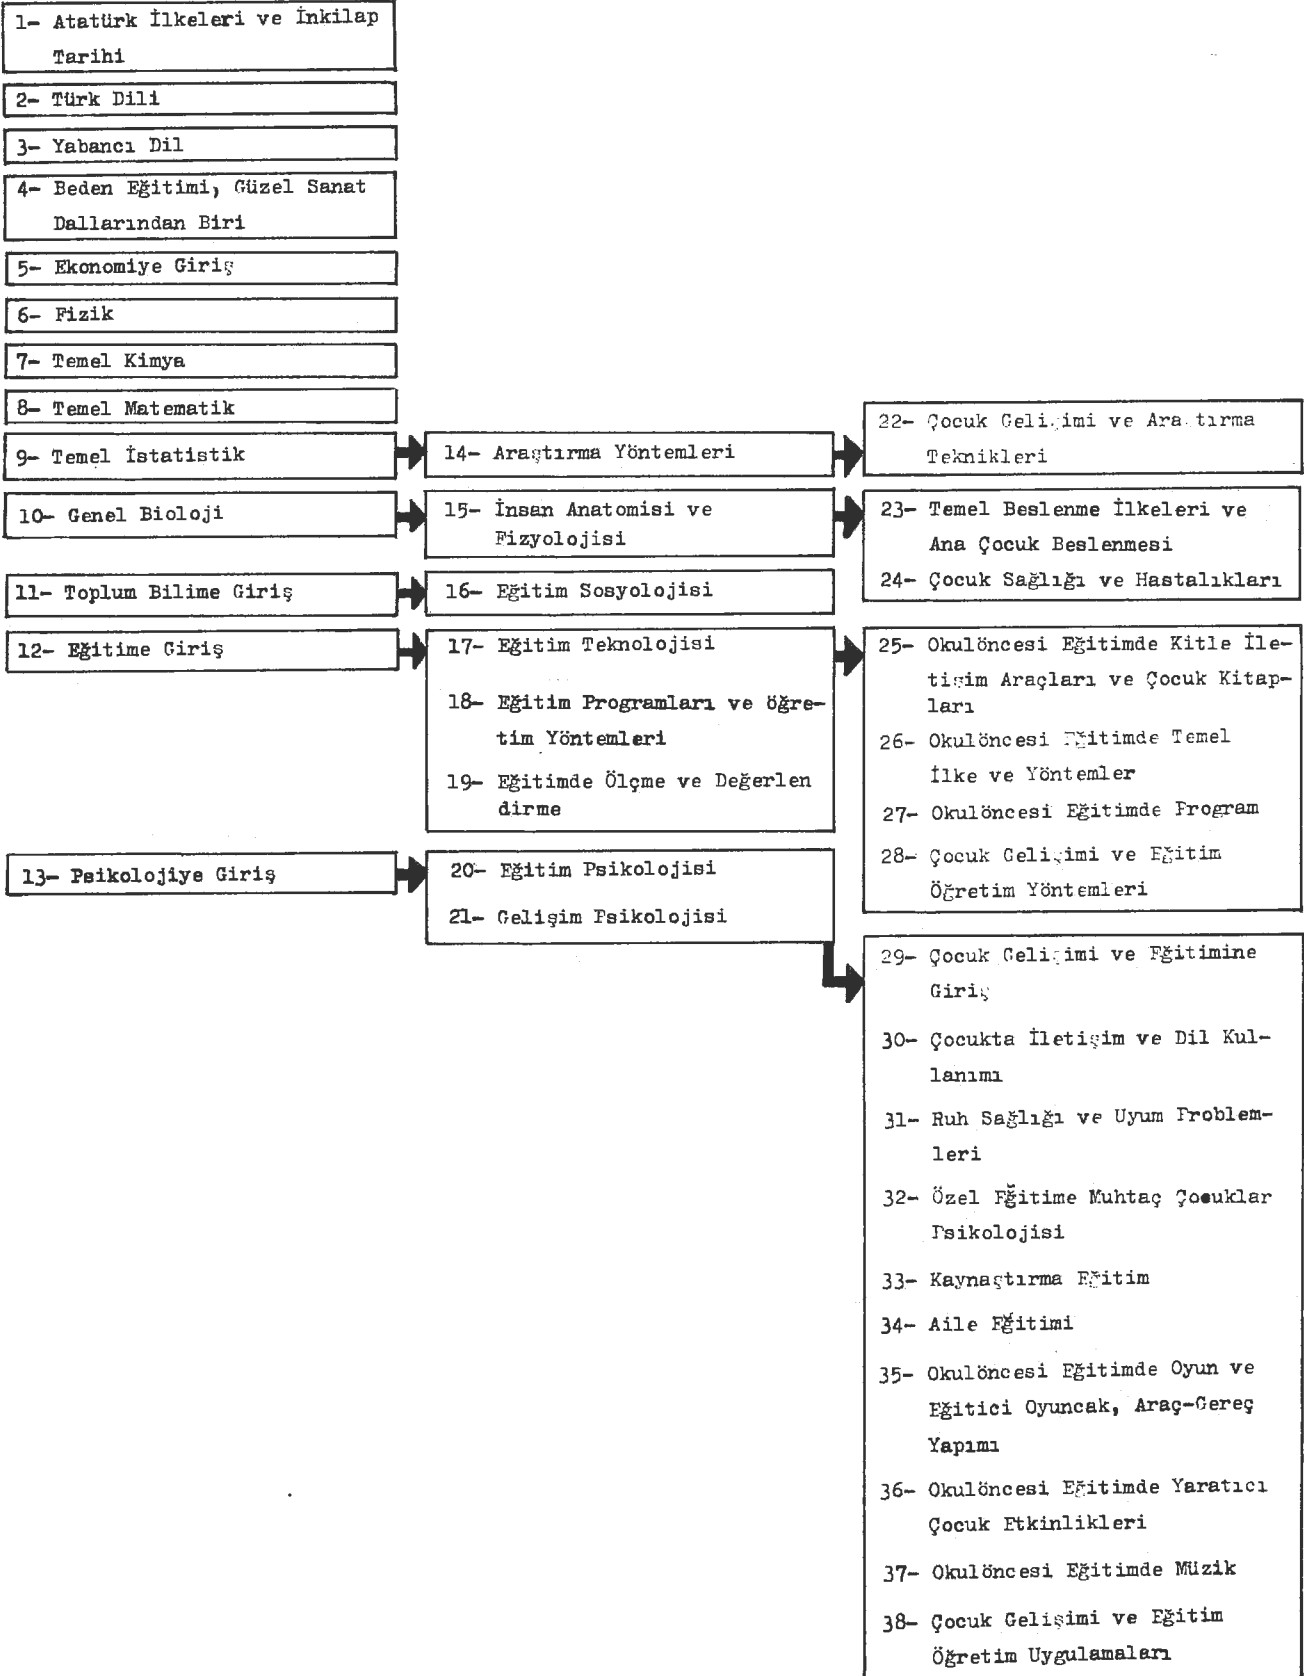 1- Atatürk İlkeleri ve İnkilap
Tarihi
2- Türk Dili
3- Yabancı Dil
4- Beden Eğitimi, Güzel Sanat
Dallarından Biri
5- Ekonomiye Giriş
6- Fizik
7- Temel Kimya
8- Temel Matematik
9- Temel İstatistik
10- Genel Bioloji
11- Toplum Bilime Giriş
12- Eğitime Giriş
13- Psikolojiye Giriş
14- Araştırma Yöntemleri
15- İnsan Anatomisi ve
Fizyolojisi
16- Eğitim Sosyolojisi
17- Eğitim Teknolojisi
18- Eğitim Programları ve öğre-
tim Yöntemleri
19- Eğitimde Ölçme ve Değerlen
dirme
20- Eğitim Psikolojisi
21- Gelişim Psikolojisi
22- Çocuk Gelişimi ve Araştırma
Teknikleri
23- Temel Beslenme İlkeleri ve
Ana Çocuk Beslenmesi
24- Çocuk Sağlığı ve Hastalıkları
25- Okulöncesi Eğitimde Kitle İle-
tişim Araçları ve Çocuk Kitap-
ları
26- Okulöncesi Eğitimde Temel
İlke ve Yöntemler
27- Okulöncesi Eğitimde Program
28- Çocuk Gelişimi ve Eğitim
Öğretim Yöntemleri
29- Çocuk Gelişimi ve Eğitimine
Giriş
30- Çocukta İletişim ve Dil Kul-
lanımı
31- Ruh Sağlığı ve Uyum Problem-
leri
32- Özel Eğitime Muhtaç Çocuklar
Psikolojisi
33- Kaynaştırma Eğitim
34- Aile Eğitimi
35- Okulöncesi Eğitimde Oyun ve
Eğitici Oyuncak, Araç-Gereç
Yapımı
36- Okulöncesi Eğitimde Yaratıcı
Çocuk Etkinlikleri
37- Okulöncesi Eğitimde Müzik
38- Çocuk Gelişimi ve Eğitim
Öğretim Uygulamaları